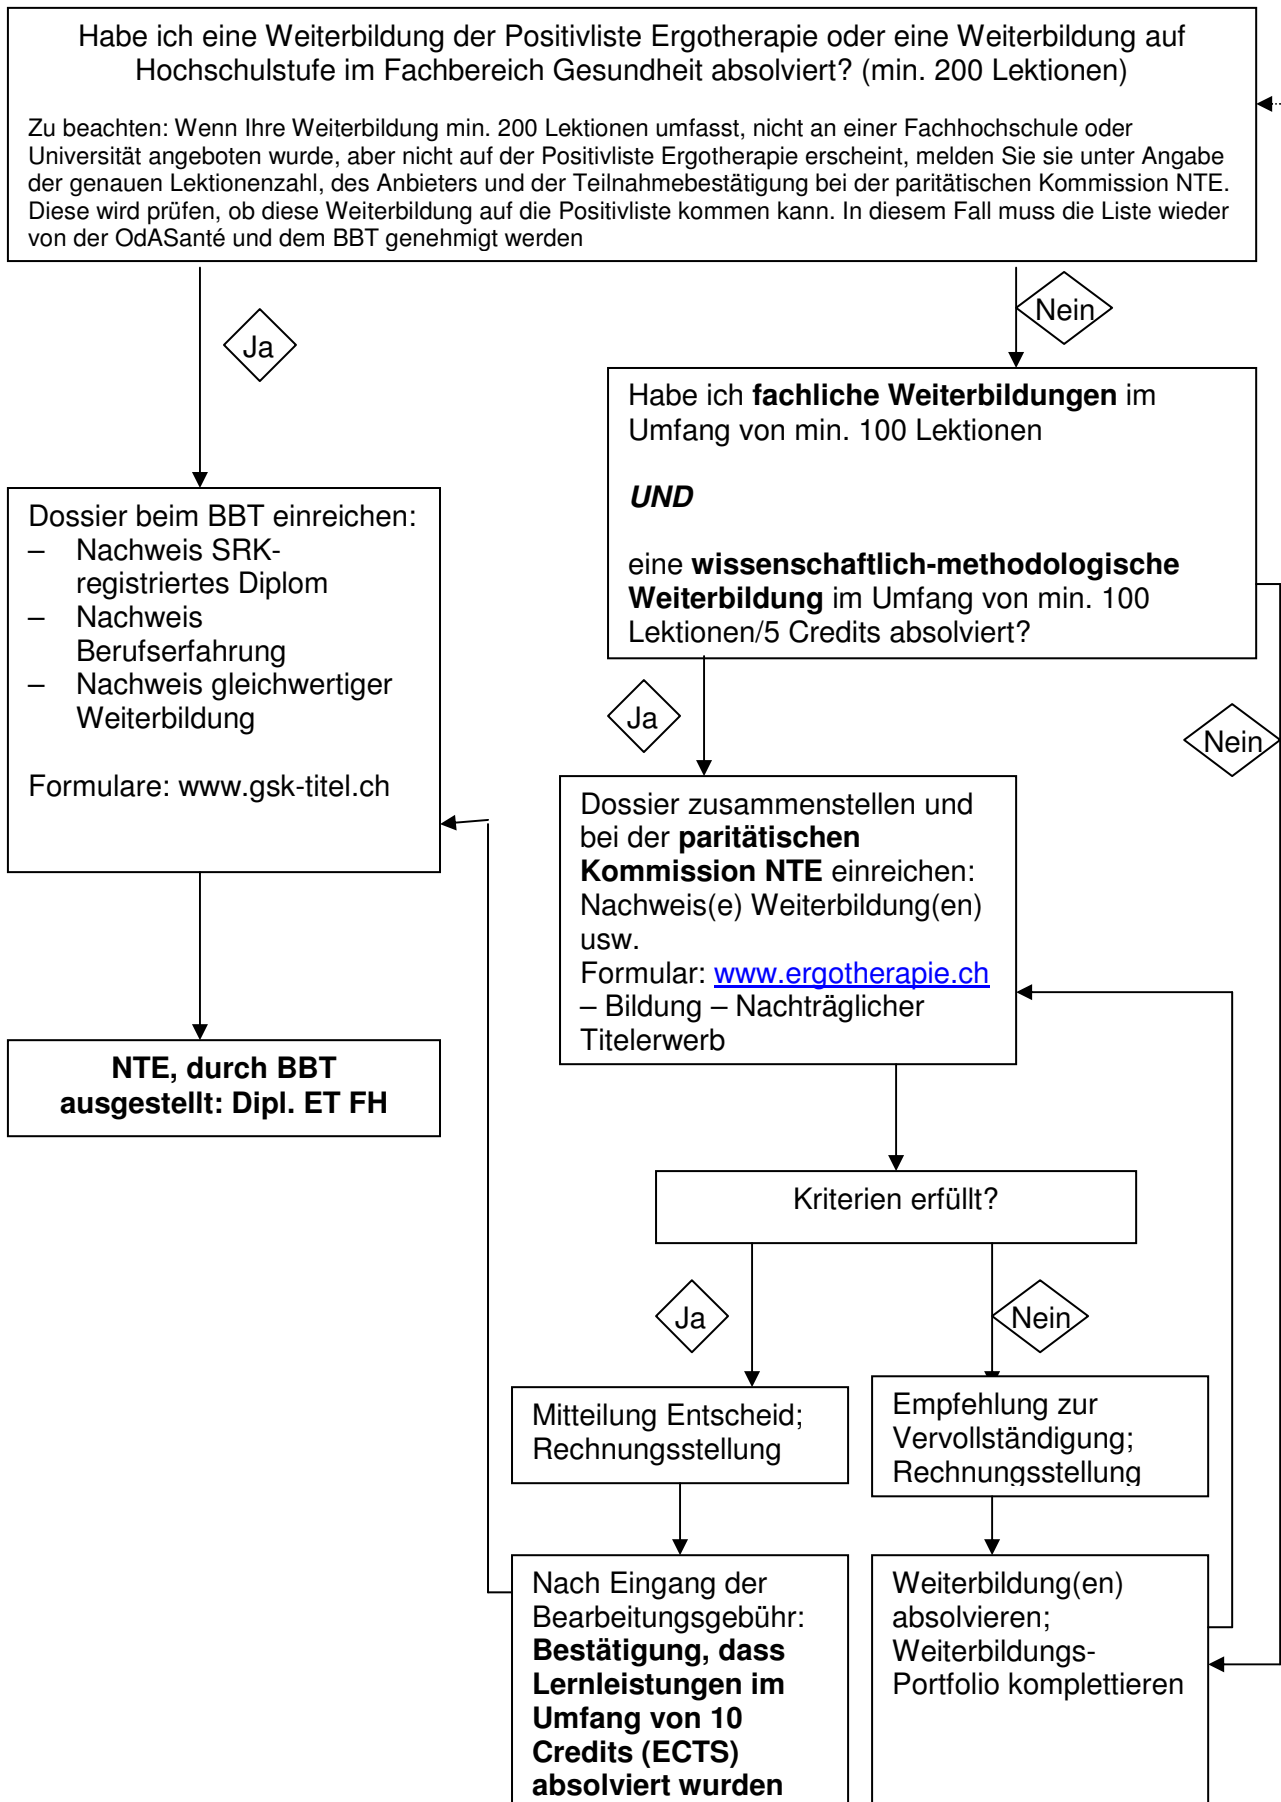 Habe ich eine Weiterbildung der Positivliste Ergotherapie oder eine Weiterbildung auf
Hochschulstufe im Fachbereich Gesundheit absolviert? (min. 200 Lektionen)
Zu beachten: Wenn Ihre Weiterbildung min. 200 Lektionen umfasst, nicht an einer Fachhochschule oder
Universität angeboten wurde, aber nicht auf der Positivliste Ergotherapie erscheint, melden Sie sie unter Angabe
der genauen Lektionenzahl, des Anbieters und der Teilnahmebestätigung bei der paritätischen Kommission NTE.
Diese wird prüfen, ob diese Weiterbildung auf die Positivliste kommen kann. In diesem Fall muss die Liste wieder
von der OdASanté und dem BBT genehmigt werden
Ja
Nein
Dossier beim BBT einreichen:
– Nachweis SRK-
registriertes Diplom
– Nachweis
Berufserfahrung
– Nachweis gleichwertiger
Weiterbildung
Formulare: www.gsk-titel.ch
NTE, durch BBT
ausgestellt: Dipl. ET FH
Habe ich fachliche Weiterbildungen im
Umfang von min. 100 Lektionen
UND
eine wissenschaftlich-methodologische
Weiterbildung im Umfang von min. 100
Lektionen/5 Credits absolviert?
Ja
Nein
Dossier zusammenstellen und
bei der paritätischen
Kommission NTE einreichen:
Nachweis(e) Weiterbildung(en)
usw.
Formular: www.ergotherapie.ch
– Bildung – Nachträglicher
Titelerwerb
Kriterien erfüllt?
Ja
Nein
Mitteilung Entscheid;
Rechnungsstellung
Empfehlung zur
Vervollständigung;
Rechnungsstellung
Nach Eingang der
Bearbeitungsgebühr:
Bestätigung, dass
Lernleistungen im
Umfang von 10
Credits (ECTS)
absolviert wurden
Weiterbildung(en)
absolvieren;
Weiterbildungs-
Portfolio komplettieren